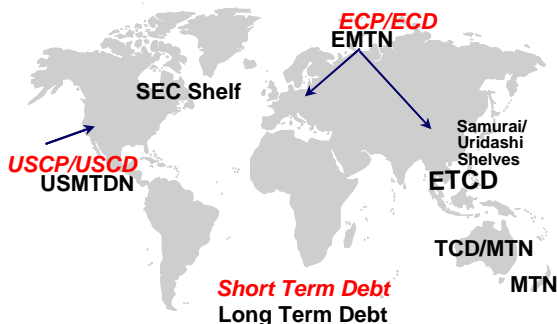 ECP/ECD
EMTN
SEC Shelf
Samurai/
Uridashi
Shelves
USCP/USCD
USMTDN
ETCD
TCD/MTN
MTN
Short Term Debt
Long Term Debt